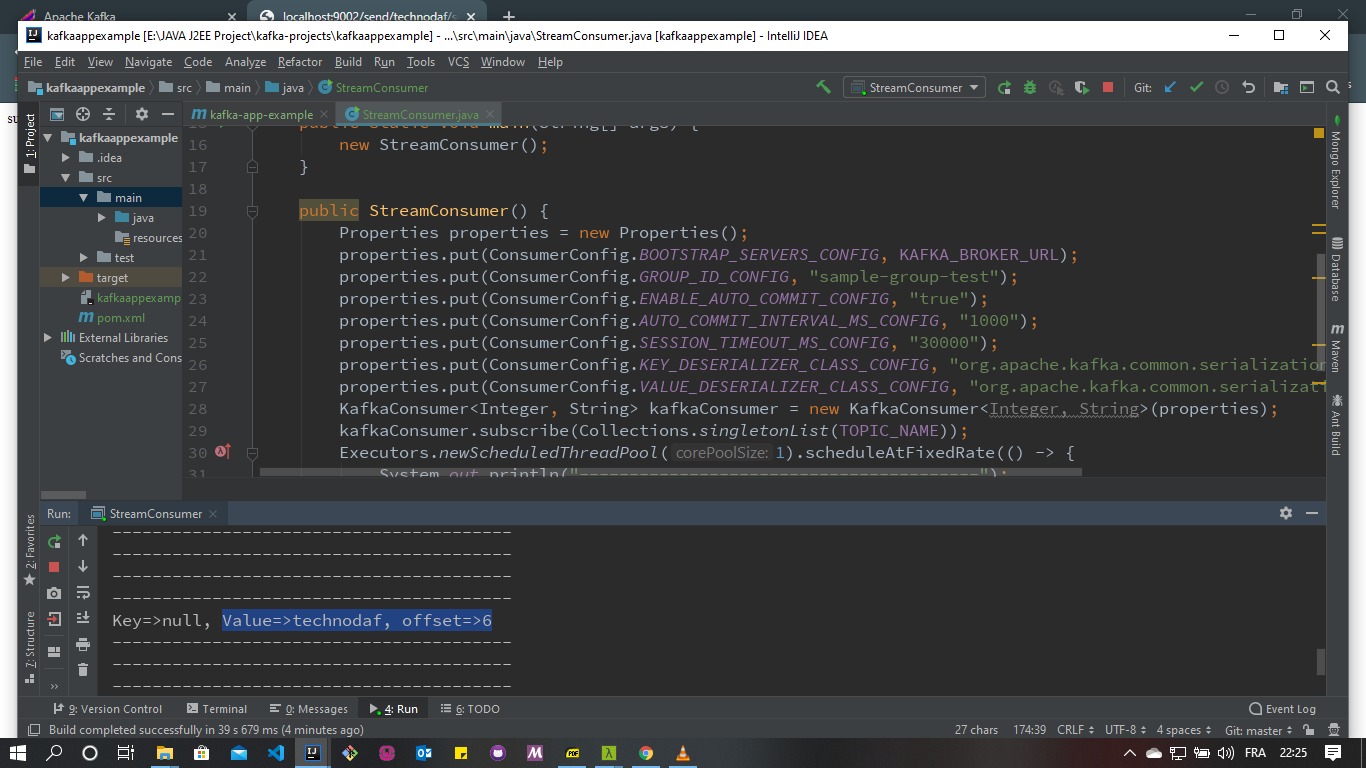 Apache Kafka
localhost:9002/send/technodaf/s
kafkaappexample [E:\JAVA J2EE Project\kafka-projects\kafkaappexample] - ...\src\main\java\StreamConsumer.java [kafkaappexample] - IntelliJ IDEA
File Edit View Navigate Code Analyze Refactor Build Run Tools VCS Window Help
kafkaappexample src main java StreamConsumer
StreamConsumer Git:
kafka-app-example StreamConsumer.java
1: Project
kafkaappexample
.idea
src
main
java
resources
test
target
kafkaappexamp
pom.xml
External Libraries
Scratches and Cons
public static void main(String[] args) {
16 new StreamConsumer();
17 }
18
19 public StreamConsumer() {
20 Properties properties = new Properties();
21 properties.put(ConsumerConfig.BOOTSTRAP_SERVERS_CONFIG, KAFKA_BROKER_URL);
22 properties.put(ConsumerConfig.GROUP_ID_CONFIG, "sample-group-test");
23 properties.put(ConsumerConfig.ENABLE_AUTO_COMMIT_CONFIG, "true");
24 properties.put(ConsumerConfig.AUTO_COMMIT_INTERVAL_MS_CONFIG, "1000");
25 properties.put(ConsumerConfig.SESSION_TIMEOUT_MS_CONFIG, "30000");
26 properties.put(ConsumerConfig.KEY_DESERIALIZER_CLASS_CONFIG, "org.apache.kafka.common.serialization
27 properties.put(ConsumerConfig.VALUE_DESERIALIZER_CLASS_CONFIG, "org.apache.kafka.common.serializati
28 KafkaConsumer<Integer, String> kafkaConsumer = new KafkaConsumer<Integer, String>(properties);
29 kafkaConsumer.subscribe(Collections.singletonList(TOPIC_NAME));
30 Executors.newScheduledThreadPool( corePoolSize: 1).scheduleAtFixedRate(() -> {
31 System.out.println("----------------------------------------");
Mongo Explorer
Database
Maven
Ant Build
2: Favorites
7: Structure
Run: StreamConsumer
----------------------------------------
----------------------------------------
----------------------------------------
----------------------------------------
Key=>null, Value=>technodaf, offset=>6
----------------------------------------
----------------------------------------
----------------------------------------
9: Version Control Terminal 0: Messages 4: Run 6: TODO Event Log
Build completed successfully in 39 s 679 ms (4 minutes ago) 27 chars 174:39 CRLF UTF-8 4 spaces Git: master
FRA 22:25